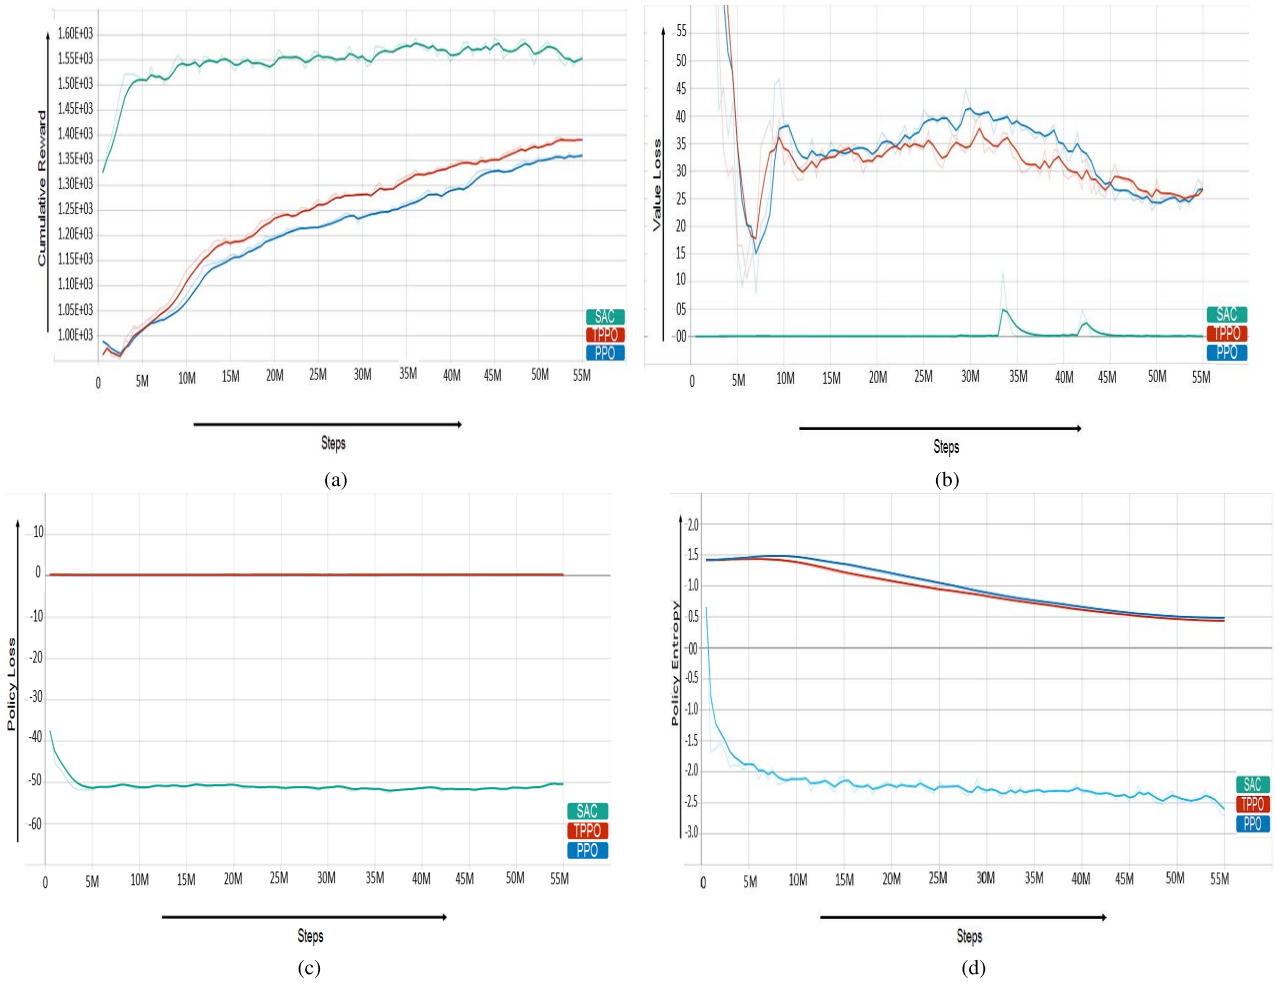 1.60E+03
1.55E+03
1.50E+03
1.45E+03
1.40E+03
1.35E+03
1.30E+03
1.25E+03
1.20E+03
1.15E+03
1.10E+03
1.05E+03
1.00E+03
Cumulative Reward
SAC
TPPO
PPO
0 5M 10M 15M 20M 25M 35M 40M 45M 50M 55M
Steps
(a)
55
50
45
40
35
30
25
20
15
10
05
00
Value Loss
SAC
TPPO
PPO
0 5M 10M 15M 20M 25M 30M 35M 40M 45M 50M 55M
Steps
(b)
10
0
-10
-20
-30
-40
-50
-60
Policy Loss
SAC
TPPO
PPO
0 5M 10M 15M 20M 25M 30M 35M 40M 45M 50M 55M
Steps
(c)
2.0
1.5
1.0
0.5
00
-0.5
-1.0
-1.5
-2.0
-2.5
-3.0
Policy Entropy
SAC
TPPO
PPO
0 5M 10M 15M 20M 25M 30M 35M 40M 45M 50M 55M
Steps
(d)